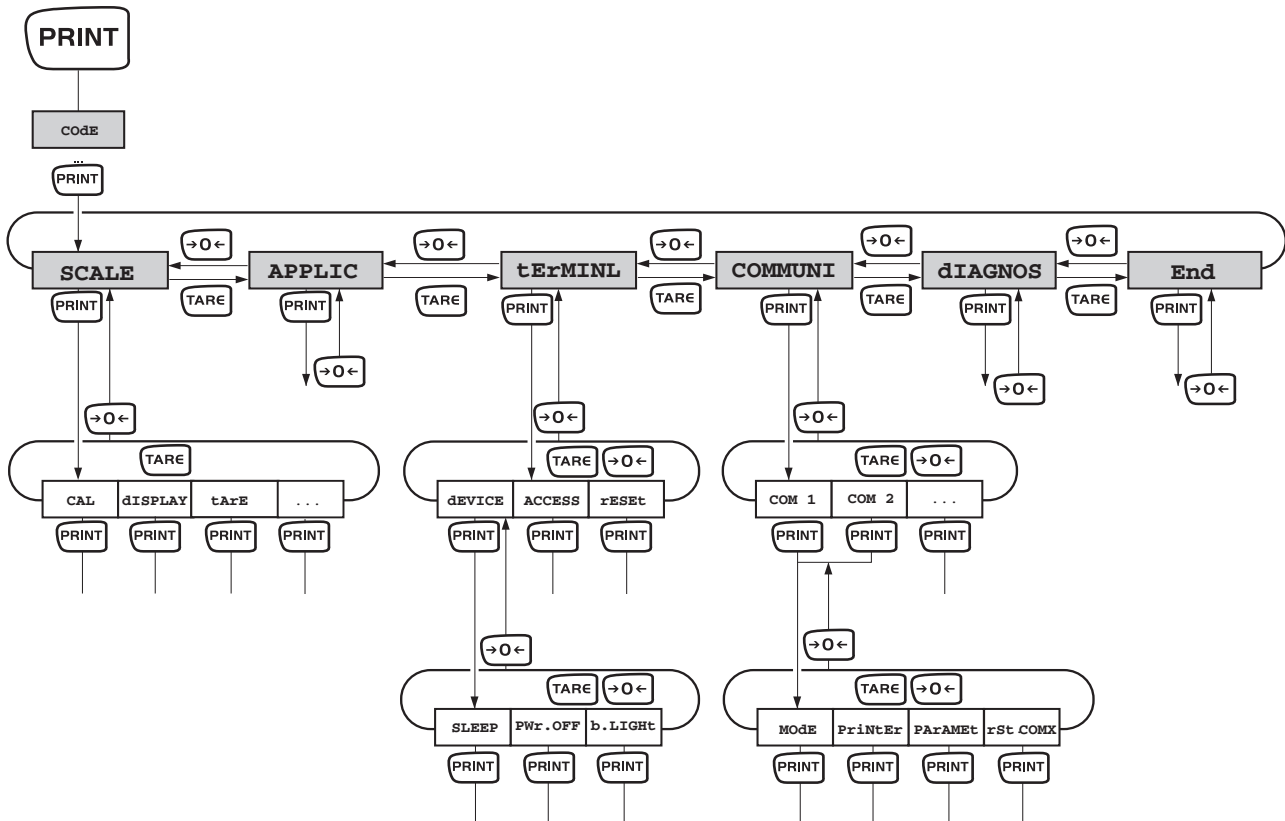 PRINT
COdE
...
PRINT
→0← →0← →0← →0← →0←
SCALE APPLIC tErMINL COMMUNI dIAGNOS End
TARE TARE TARE TARE TARE
PRINT PRINT PRINT PRINT PRINT PRINT
→0← →0← →0←
→0← →0← →0←
TARE TARE →0← TARE →0←
CAL dISPLAY tArE ... dEVICE ACCESS rESEt COM 1 COM 2 ...
PRINT PRINT PRINT PRINT PRINT PRINT PRINT PRINT PRINT PRINT
→0← →0←
TARE →0← TARE →0←
SLEEP PWr.OFF b.LIGHt MOdE PriNtEr PArAMEt rSt.COMX
PRINT PRINT PRINT PRINT PRINT PRINT PRINT